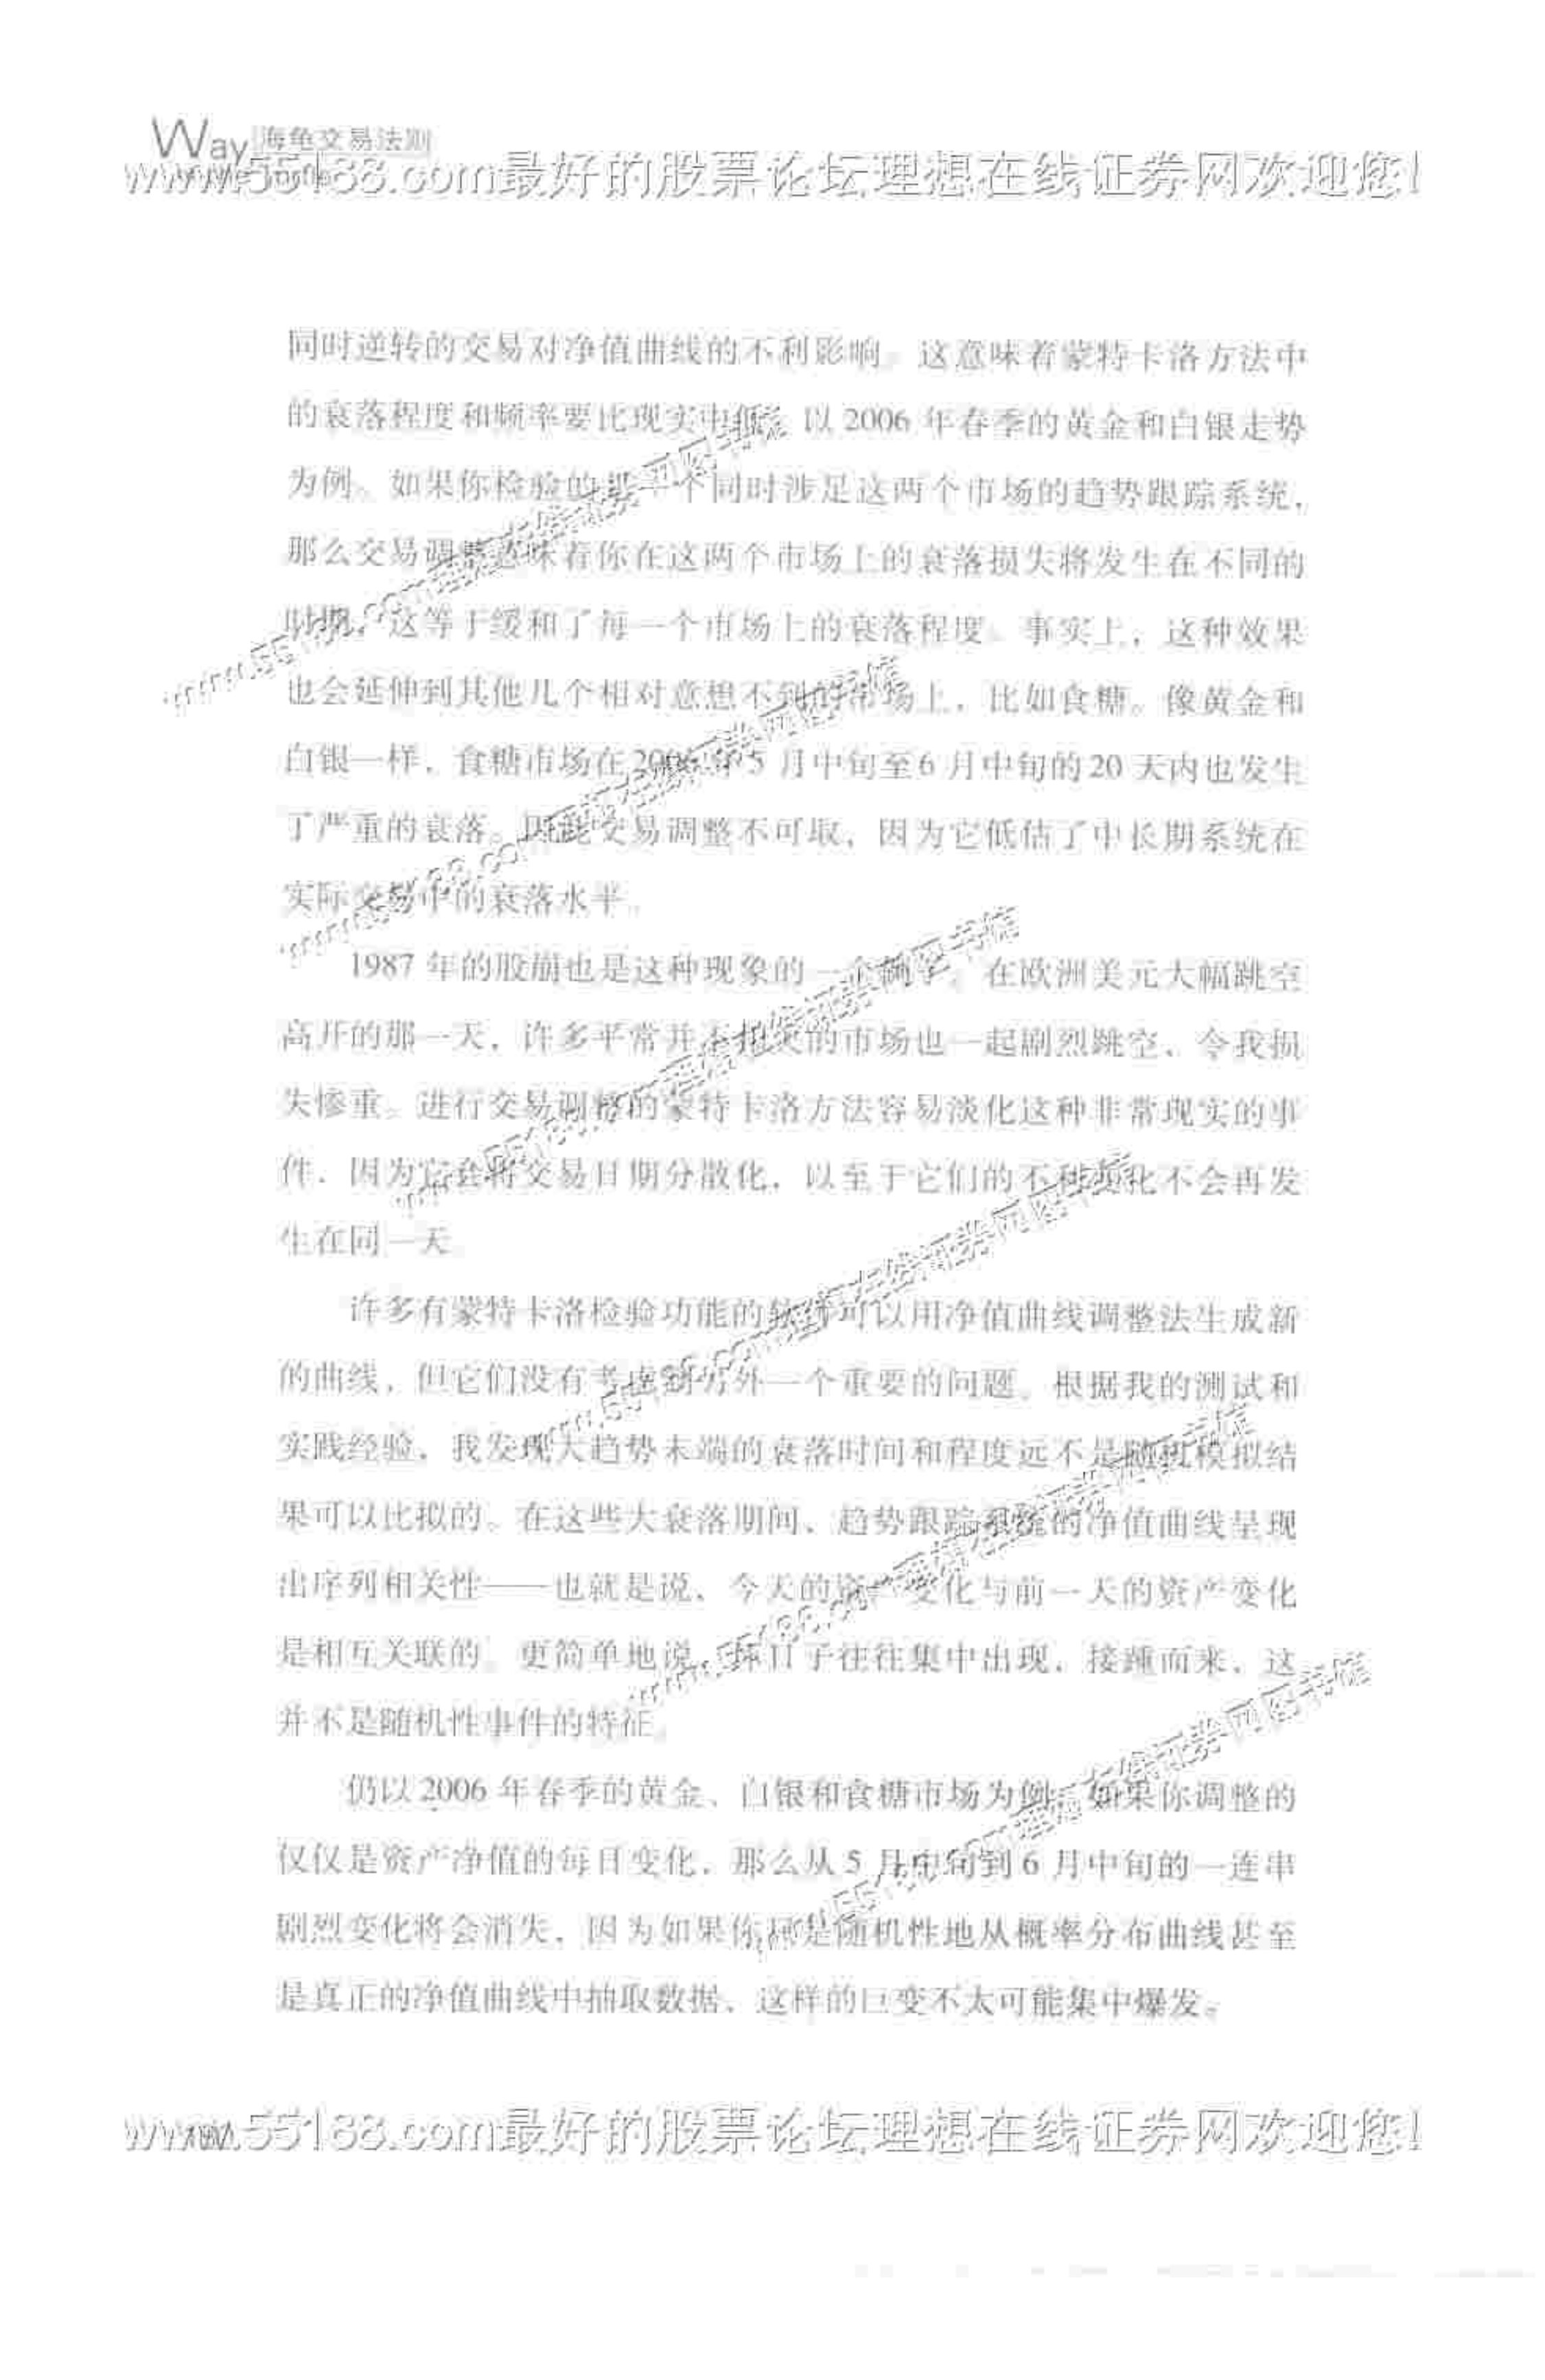 Way 海龟交易法则
www.55188.com最好的股票论坛理想在线证券网欢迎您!
同时逆转的交易对净值曲线的不利影响。这意味着蒙特卡洛方法中
的衰落程度和频率要比现实中低。以 2006 年春季的黄金和白银走势
为例。如果你检验的是一个同时涉足这两个市场的趋势跟踪系统,
那么交易调整意味着你在这两个市场上的衰落损失将发生在不同的
时期,这等于缓和了每一个市场上的衰落程度。事实上,这种效果
也会延伸到其他几个相对意想不到的市场上,比如食糖。像黄金和
白银一样,食糖市场在 2006 年 5 月中旬至 6 月中旬的 20 天内也发生
了严重的衰落。因此交易调整不可取,因为它低估了中长期系统在
实际交易中的衰落水平。
1987 年的股崩也是这种现象的一个例子。在欧洲美元大幅跳空
高开的那一天,许多平常并不相关的市场也一起剧烈跳空,令我损
失惨重。进行交易调整的蒙特卡洛方法容易淡化这种非常现实的事
件,因为它会将交易日期分散化,以至于它们的不利变化不会再发
生在同一天。
许多有蒙特卡洛检验功能的软件可以用净值曲线调整法生成新
的曲线,但它们没有考虑到另外一个重要的问题。根据我的测试和
实践经验,我发现大趋势末端的衰落时间和程度远不是随机模拟结
果可以比拟的。在这些大衰落期间,趋势跟踪系统的净值曲线呈现
出序列相关性——也就是说,今天的资产变化与前一天的资产变化
是相互关联的。更简单地说,坏日子往往集中出现,接踵而来,这
并不是随机性事件的特征。
仍以 2006 年春季的黄金、白银和食糖市场为例。如果你调整的
仅仅是资产净值的每日变化,那么从 5 月中旬到 6 月中旬的一连串
剧烈变化将会消失,因为如果你只是随机性地从概率分布曲线甚至
是真正的净值曲线中抽取数据,这样的巨变不太可能集中爆发。
www.55188.com最好的股票论坛理想在线证券网欢迎您!